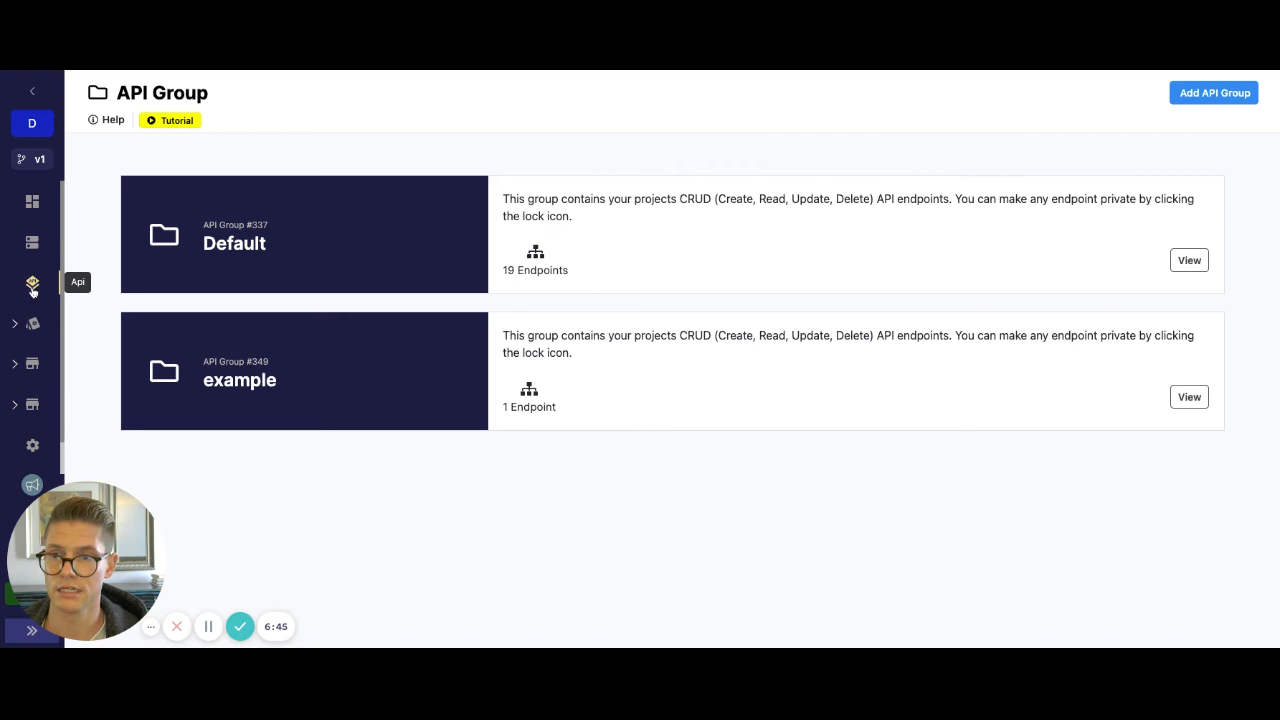 API Group
Add API Group
Help
Tutorial
D
v1
Api
API Group #337
Default
This group contains your projects CRUD (Create, Read, Update, Delete) API endpoints. You can make any endpoint private by clicking
the lock icon.
19 Endpoints
View
API Group #349
example
This group contains your projects CRUD (Create, Read, Update, Delete) API endpoints. You can make any endpoint private by clicking
the lock icon.
1 Endpoint
View
6:45